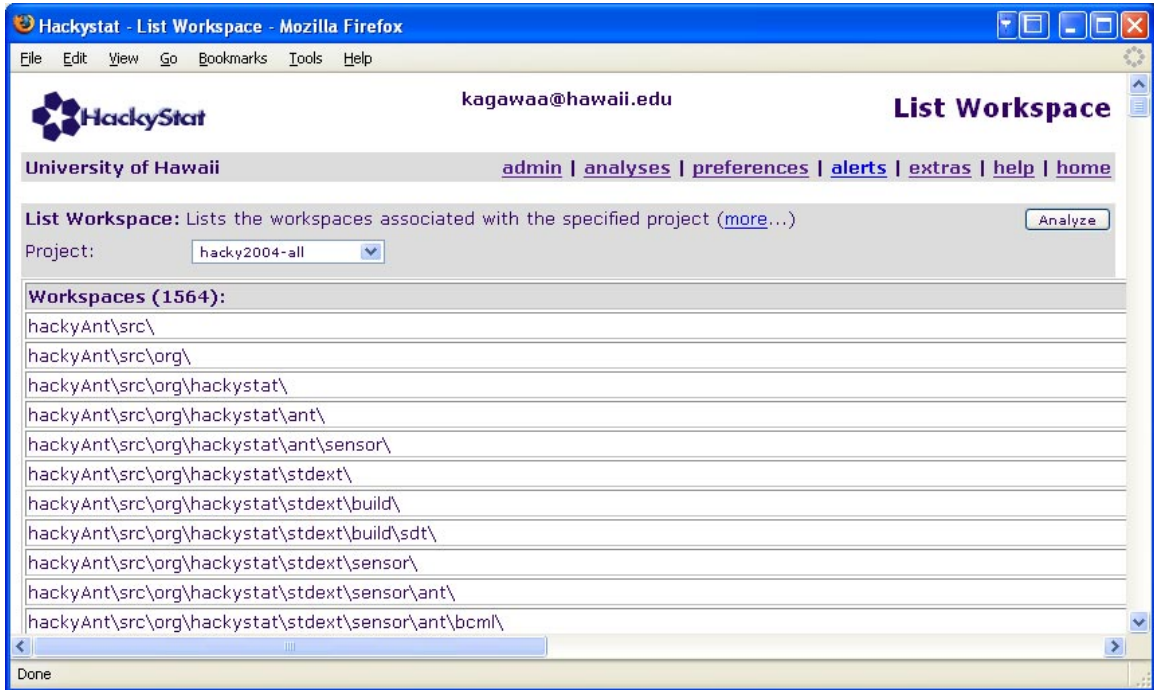 Hackystat - List Workspace - Mozilla Firefox
File Edit View Go Bookmarks Tools Help
HackyStat
kagawaa@hawaii.edu
List Workspace
University of Hawaii
admin | analyses | preferences | alerts | extras | help | home
List Workspace: Lists the workspaces associated with the specified project (more...)
Analyze
Project: hacky2004-all
Workspaces (1564):
hackyAnt\src\
hackyAnt\src\org\
hackyAnt\src\org\hackystat\
hackyAnt\src\org\hackystat\ant\
hackyAnt\src\org\hackystat\ant\sensor\
hackyAnt\src\org\hackystat\stdext\
hackyAnt\src\org\hackystat\stdext\build\
hackyAnt\src\org\hackystat\stdext\build\sdt\
hackyAnt\src\org\hackystat\stdext\sensor\
hackyAnt\src\org\hackystat\stdext\sensor\ant\
hackyAnt\src\org\hackystat\stdext\sensor\ant\bcml\
Done